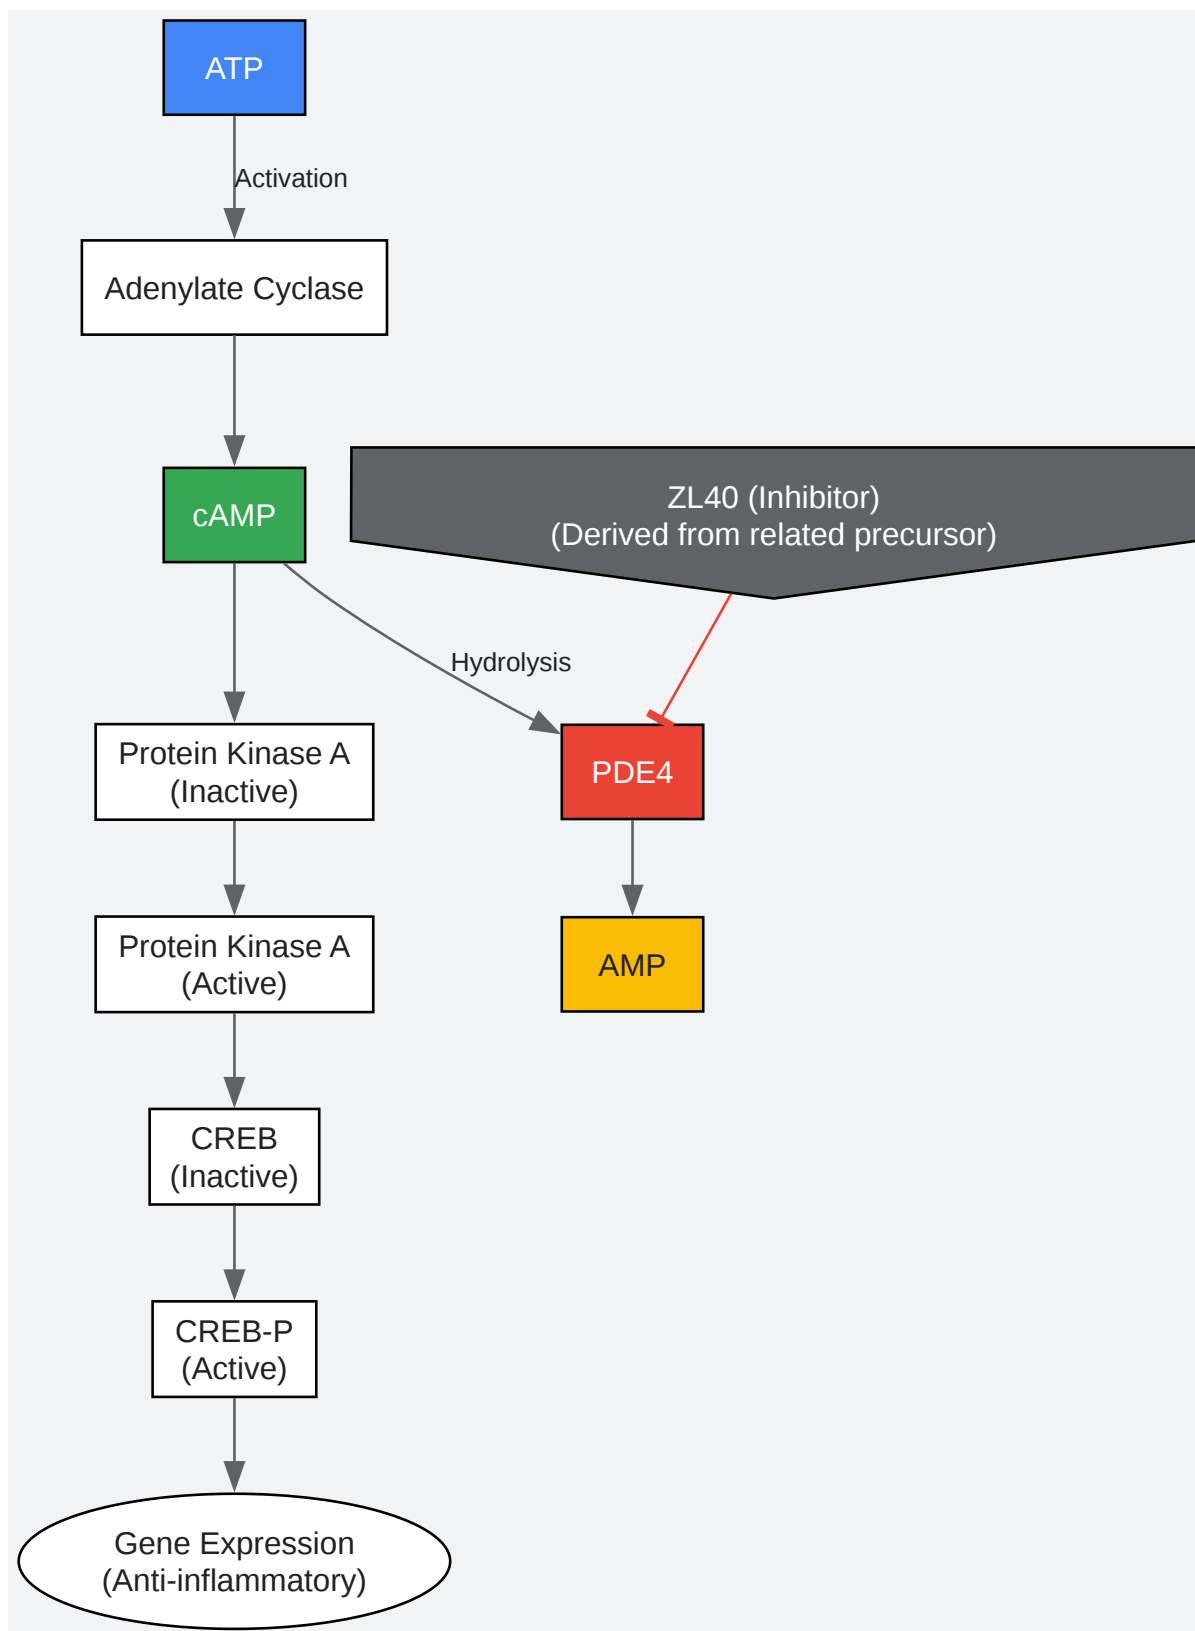 ATP
Activation
Adenylate Cyclase
cAMP
ZL40 (Inhibitor)
(Derived from related precursor)
Hydrolysis
Protein Kinase A
(Inactive)
PDE4
Protein Kinase A
(Active)
AMP
CREB
(Inactive)
CREB-P
(Active)
Gene Expression
(Anti-inflammatory)